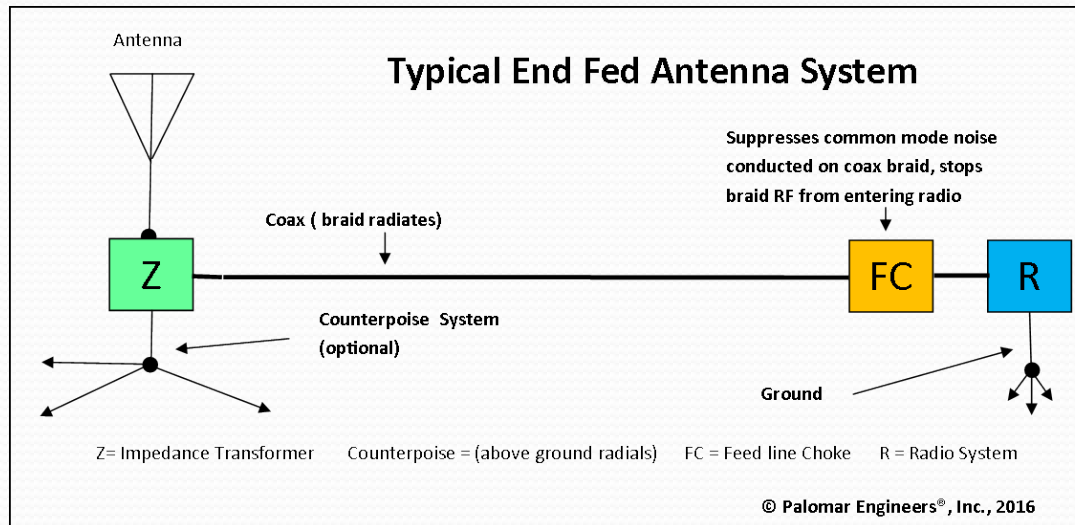 Antenna
Typical End Fed Antenna System
Suppresses common mode noise
conducted on coax braid, stops
braid RF from entering radio
Coax ( braid radiates)
Z
FC
R
Counterpoise System
(optional)
Ground
Z= Impedance Transformer Counterpoise = (above ground radials) FC = Feed line Choke R = Radio System
© Palomar Engineers®, Inc., 2016